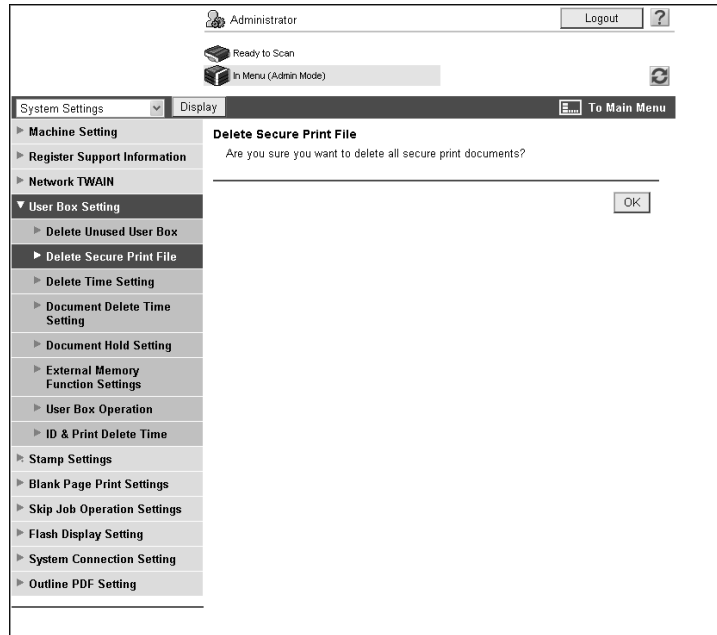 Administrator
Logout
?
Ready to Scan
In Menu (Admin Mode)
System Settings
Display
To Main Menu
Machine Setting
Register Support Information
Network TWAIN
User Box Setting
Delete Unused User Box
Delete Secure Print File
Delete Time Setting
Document Delete Time
Setting
Document Hold Setting
External Memory
Function Settings
User Box Operation
ID & Print Delete Time
Stamp Settings
Blank Page Print Settings
Skip Job Operation Settings
Flash Display Setting
System Connection Setting
Outline PDF Setting
Delete Secure Print File
Are you sure you want to delete all secure print documents?
OK